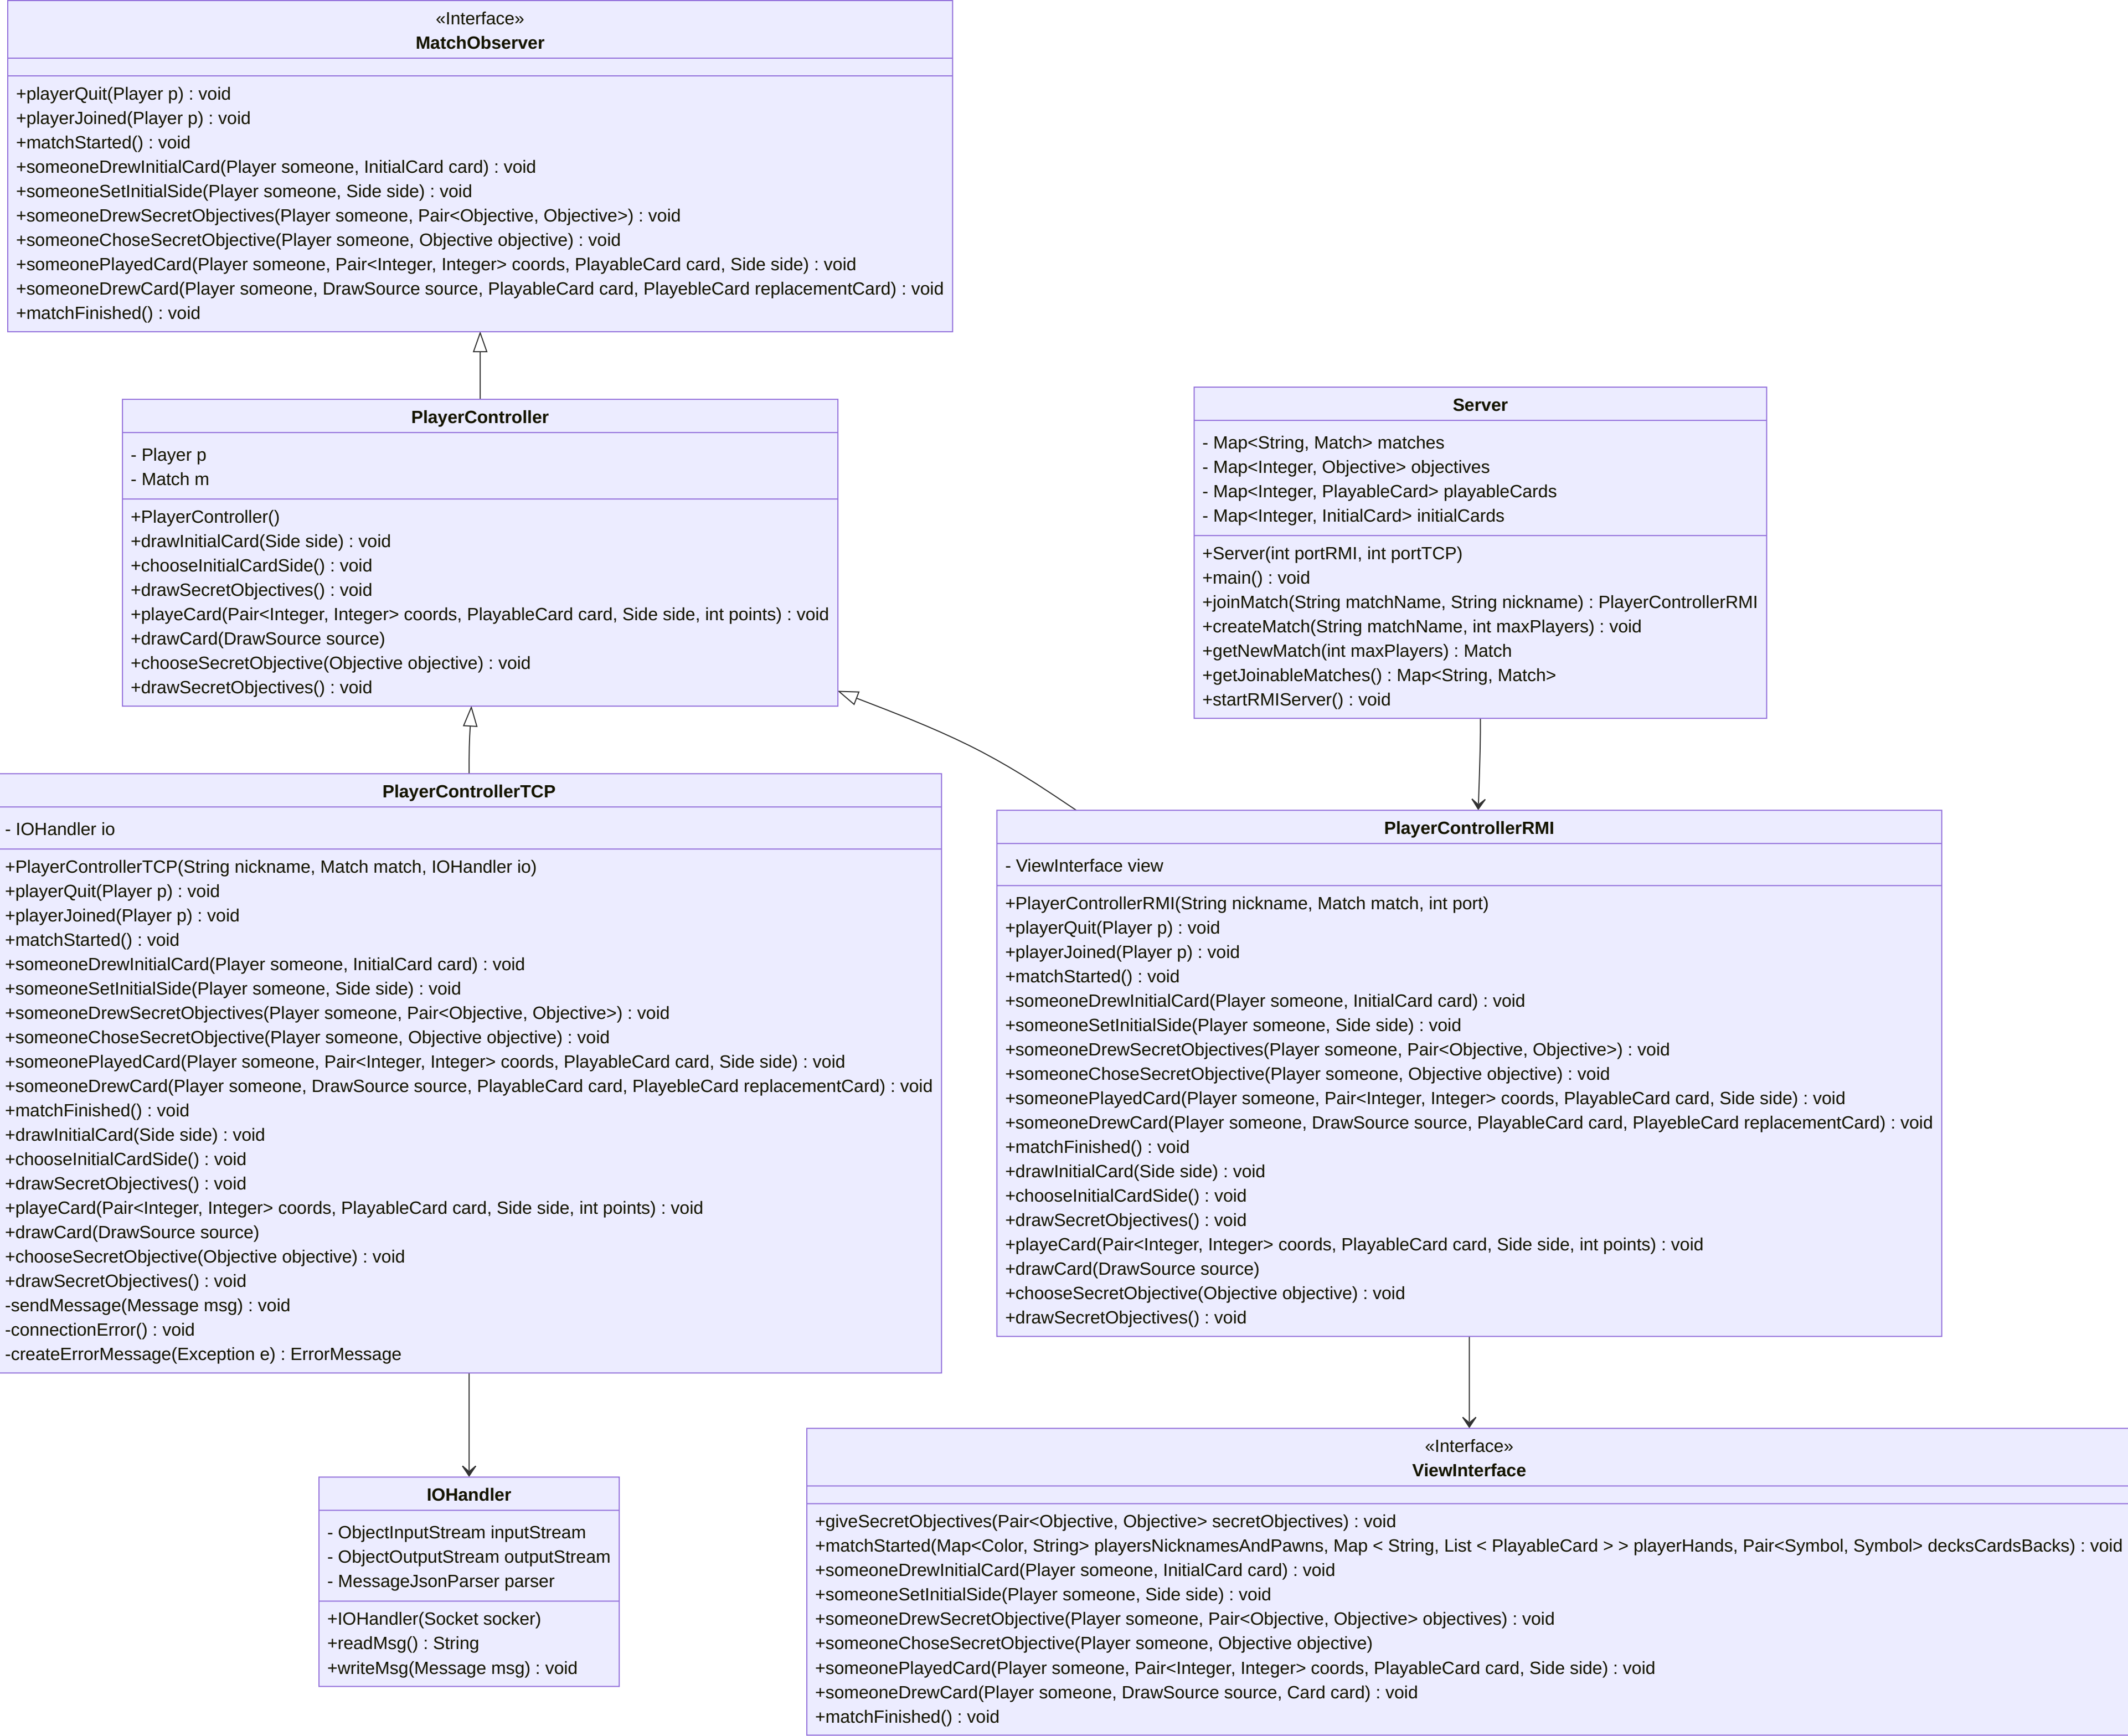 «Interface»
MatchObserver
+playerQuit(Player p) : void
+playerJoined(Player p) : void
+matchStarted() : void
+someoneDrewInitialCard(Player someone, InitialCard card) : void
+someoneSetInitialSide(Player someone, Side side) : void
+someoneDrewSecretObjectives(Player someone, Pair<Objective, Objective>) : void
+someoneChoseSecretObjective(Player someone, Objective objective) : void
+someonePlayedCard(Player someone, Pair<Integer, Integer> coords, PlayableCard card, Side side) : void
+someoneDrewCard(Player someone, DrawSource source, PlayableCard card, PlayebleCard replacementCard) : void
+matchFinished() : void
PlayerController
- Player p
- Match m
+PlayerController()
+drawInitialCard(Side side) : void
+chooseInitialCardSide() : void
+drawSecretObjectives() : void
+playeCard(Pair<Integer, Integer> coords, PlayableCard card, Side side, int points) : void
+drawCard(DrawSource source)
+chooseSecretObjective(Objective objective) : void
+drawSecretObjectives() : void
Server
- Map<String, Match> matches
- Map<Integer, Objective> objectives
- Map<Integer, PlayableCard> playableCards
- Map<Integer, InitialCard> initialCards
+Server(int portRMI, int portTCP)
+main() : void
+joinMatch(String matchName, String nickname) : PlayerControllerRMI
+createMatch(String matchName, int maxPlayers) : void
+getNewMatch(int maxPlayers) : Match
+getJoinableMatches() : Map<String, Match>
+startRMIServer() : void
PlayerControllerTCP
- IOHandler io
+PlayerControllerTCP(String nickname, Match match, IOHandler io)
+playerQuit(Player p) : void
+playerJoined(Player p) : void
+matchStarted() : void
+someoneDrewInitialCard(Player someone, InitialCard card) : void
+someoneSetInitialSide(Player someone, Side side) : void
+someoneDrewSecretObjectives(Player someone, Pair<Objective, Objective>) : void
+someoneChoseSecretObjective(Player someone, Objective objective) : void
+someonePlayedCard(Player someone, Pair<Integer, Integer> coords, PlayableCard card, Side side) : void
+someoneDrewCard(Player someone, DrawSource source, PlayableCard card, PlayebleCard replacementCard) : void
+matchFinished() : void
+drawInitialCard(Side side) : void
+chooseInitialCardSide() : void
+drawSecretObjectives() : void
+playeCard(Pair<Integer, Integer> coords, PlayableCard card, Side side, int points) : void
+drawCard(DrawSource source)
+chooseSecretObjective(Objective objective) : void
+drawSecretObjectives() : void
-sendMessage(Message msg) : void
-connectionError() : void
-createErrorMessage(Exception e) : ErrorMessage
PlayerControllerRMI
- ViewInterface view
+PlayerControllerRMI(String nickname, Match match, int port)
+playerQuit(Player p) : void
+playerJoined(Player p) : void
+matchStarted() : void
+someoneDrewInitialCard(Player someone, InitialCard card) : void
+someoneSetInitialSide(Player someone, Side side) : void
+someoneDrewSecretObjectives(Player someone, Pair<Objective, Objective>) : void
+someoneChoseSecretObjective(Player someone, Objective objective) : void
+someonePlayedCard(Player someone, Pair<Integer, Integer> coords, PlayableCard card, Side side) : void
+someoneDrewCard(Player someone, DrawSource source, PlayableCard card, PlayebleCard replacementCard) : void
+matchFinished() : void
+drawInitialCard(Side side) : void
+chooseInitialCardSide() : void
+drawSecretObjectives() : void
+playeCard(Pair<Integer, Integer> coords, PlayableCard card, Side side, int points) : void
+drawCard(DrawSource source)
+chooseSecretObjective(Objective objective) : void
+drawSecretObjectives() : void
IOHandler
- ObjectInputStream inputStream
- ObjectOutputStream outputStream
- MessageJsonParser parser
+IOHandler(Socket socker)
+readMsg() : String
+writeMsg(Message msg) : void
«Interface»
ViewInterface
+giveSecretObjectives(Pair<Objective, Objective> secretObjectives) : void
+matchStarted(Map<Color, String> playersNicknamesAndPawns, Map < String, List < PlayableCard > > playerHands, Pair<Symbol, Symbol> decksCardsBacks) : void
+someoneDrewInitialCard(Player someone, InitialCard card) : void
+someoneSetInitialSide(Player someone, Side side) : void
+someoneDrewSecretObjective(Player someone, Pair<Objective, Objective> objectives) : void
+someoneChoseSecretObjective(Player someone, Objective objective)
+someonePlayedCard(Player someone, Pair<Integer, Integer> coords, PlayableCard card, Side side) : void
+someoneDrewCard(Player someone, DrawSource source, Card card) : void
+matchFinished() : void